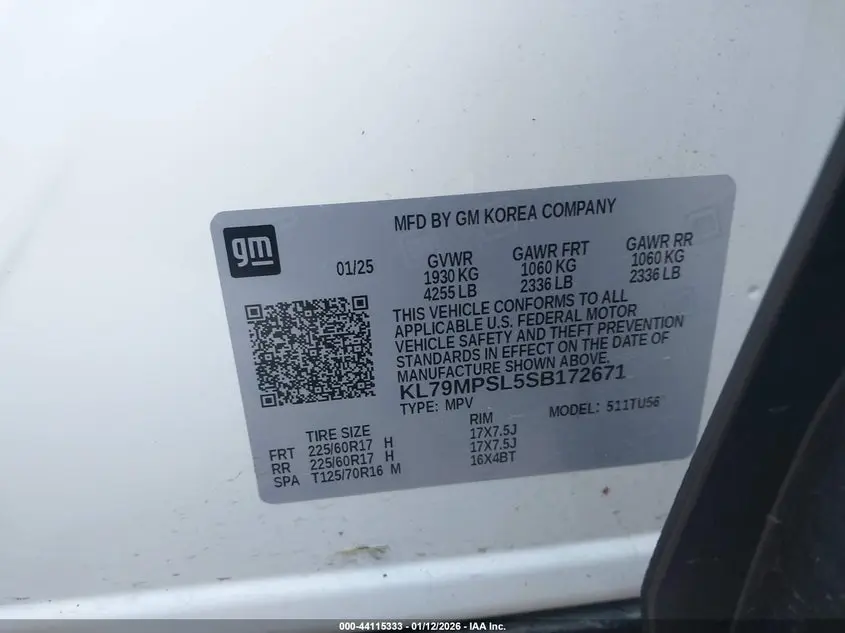 gm
MFD BY GM KOREA COMPANY
01/25
GVWR
1930 KG
4255 LB
GAWR FRT
1060 KG
2336 LB
GAWR RR
1060 KG
2336 LB
THIS VEHICLE CONFORMS TO ALL
APPLICABLE U.S. FEDERAL MOTOR
VEHICLE SAFETY AND THEFT PREVENTION
STANDARDS IN EFFECT ON THE DATE OF
MANUFACTURE SHOWN ABOVE.
KL79MPSL5SB172671
TYPE: MPV
MODEL: 511TU56
TIRE SIZE RIM
FRT 225/60R17 H 17X7.5J
RR 225/60R17 H 17X7.5J
SPA T125/70R16 M 16X4BT
000-44115333 - 01/12/2026 - IAA Inc.